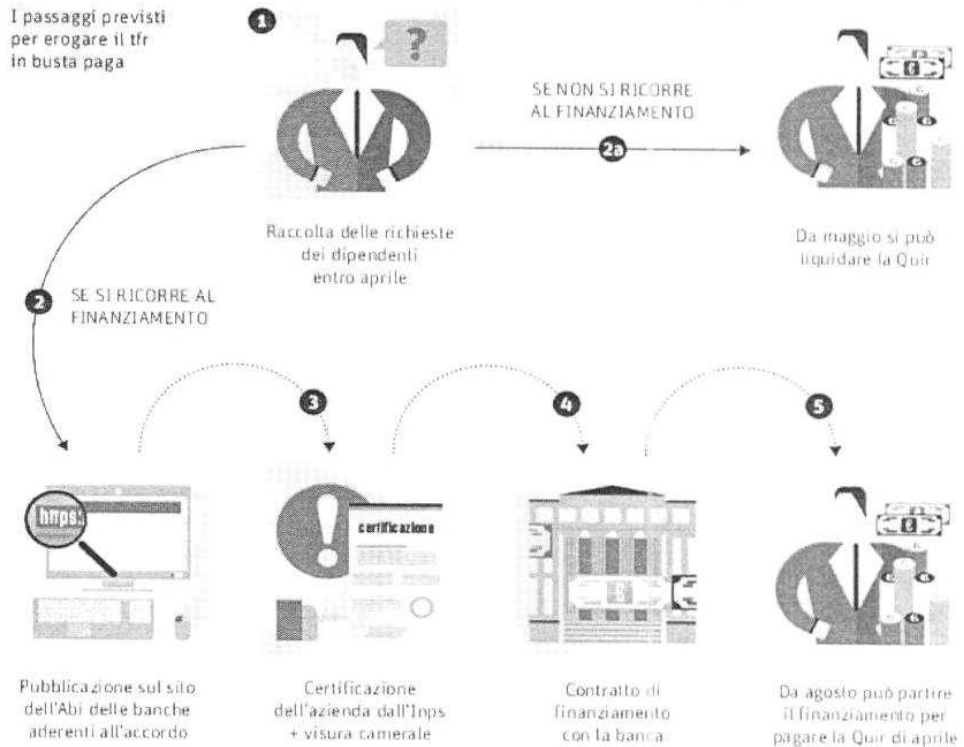 I passaggi previsti
per erogare il tfr
in busta paga
1
?
SE NON SI RICORRE
AL FINANZIAMENTO
2a
Raccolta delle richieste
dei dipendenti
entro aprile
Da maggio si può
liquidare la Quir
2
SE SI RICORRE AL
FINANZIAMENTO
3
4
5
certificazione
Pubblicazione sul sito
dell'Abi delle banche
aderenti all'accordo
Certificazione
dell'azienda dall'Inps
+ visura camerale
Contratto di
finanziamento
con la banca
Da agosto può partire
il finanziamento per
pagare la Quir di aprile